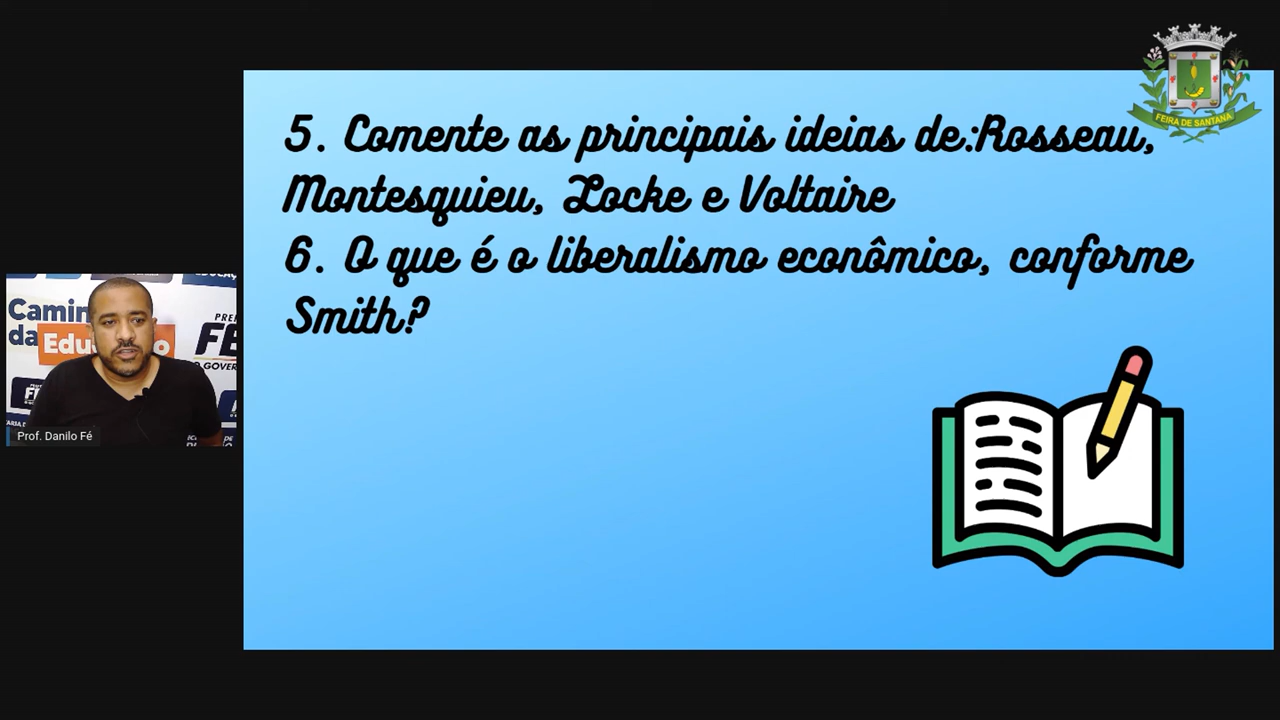 FEIRA DE SANTANA
5. Comente as principais ideias de:Rosseau,
Montesquieu, Locke e Voltaire
6. O que é o liberalismo econômico, conforme
Smith?
Prof. Danilo Fé